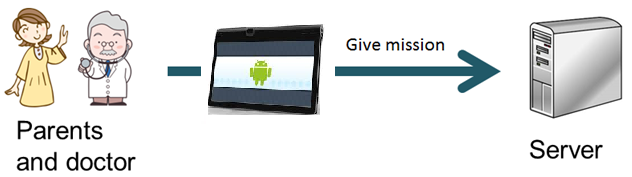 Give mission
Parents
and doctor
Server